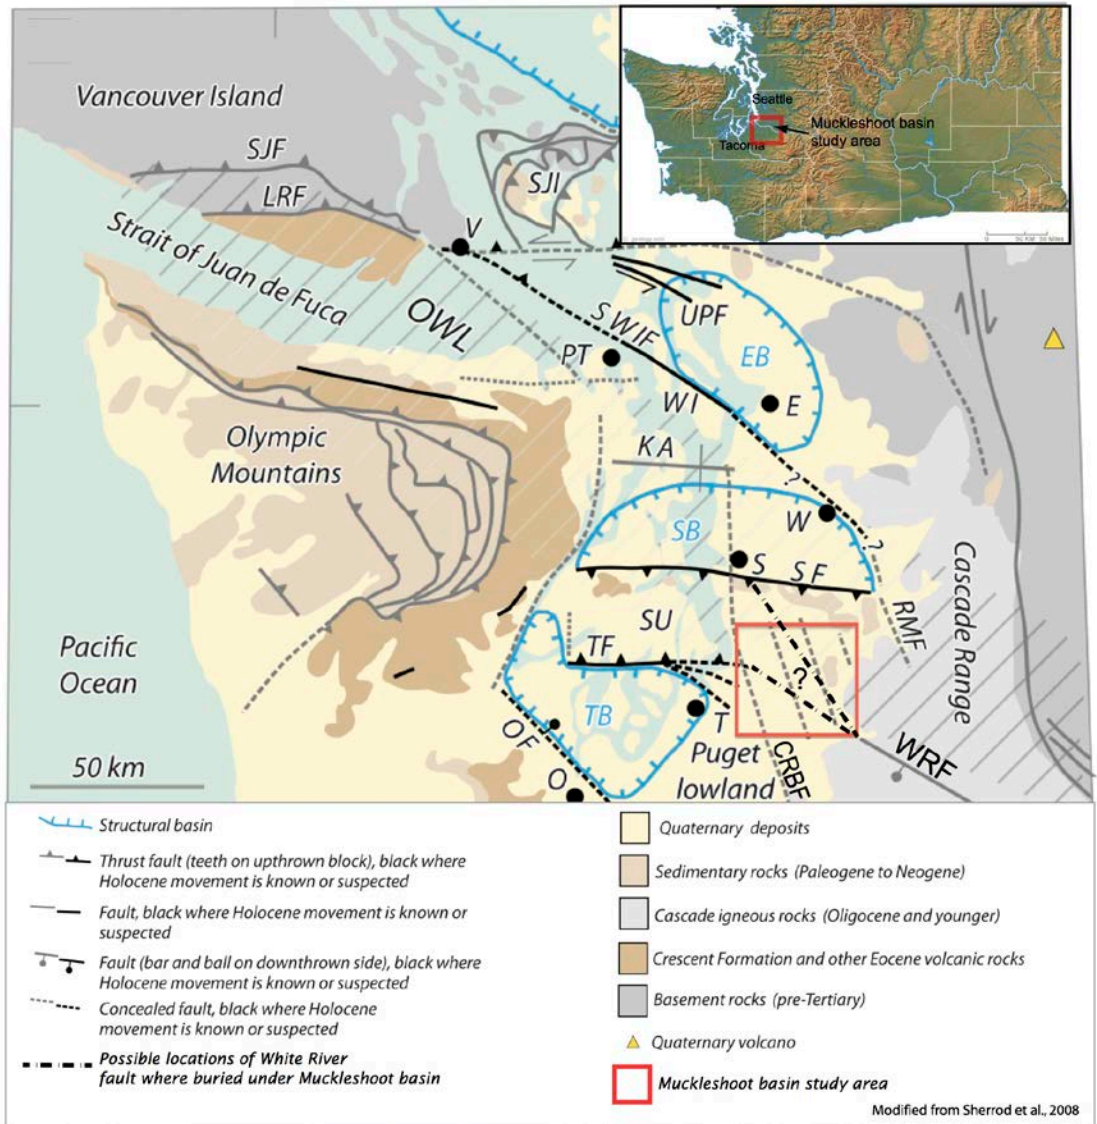 Vancouver Island
SJF
LRF
SJI
Seattle
Muckleshoot basin
study area
Tacoma
V
Strait of Juan de Fuca
OWL
SWIF
UPF
PT
EB
WI
E
KA
Olympic
Mountains
?
SB
W
?
S
SF
Cascade Range
RMF
SU
TF
Pacific
Ocean
?
TB
T
OF
Puget
lowland
CRBF
WRF
50 km
O
Structural basin
Thrust fault (teeth on upthrown block), black where
Holocene movement is known or suspected
Fault, black where Holocene movement is known or
suspected
Fault (bar and ball on downthrown side), black where
Holocene movement is known or suspected
Concealed fault, black where Holocene
movement is known or suspected
Possible locations of White River
fault where buried under Muckleshoot basin
Quaternary deposits
Sedimentary rocks (Paleogene to Neogene)
Cascade igneous rocks (Oligocene and younger)
Crescent Formation and other Eocene volcanic rocks
Basement rocks (pre-Tertiary)
Quaternary volcano
Muckleshoot basin study area
Modified from Sherrod et al., 2008